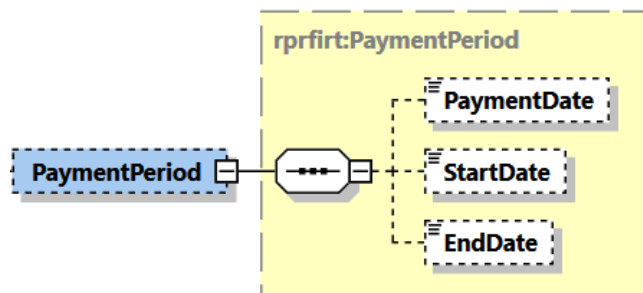 rprfirt:PaymentPeriod
PaymentDate
PaymentPeriod
StartDate
EndDate